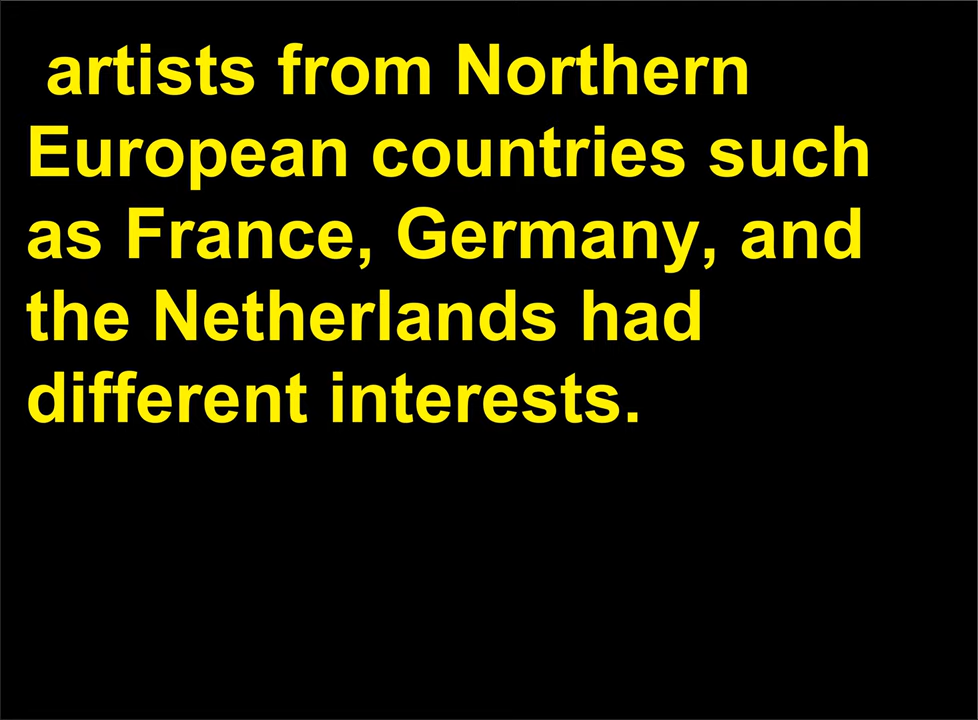 artists from Northern
European countries such
as France, Germany, and
the Netherlands had
different interests.